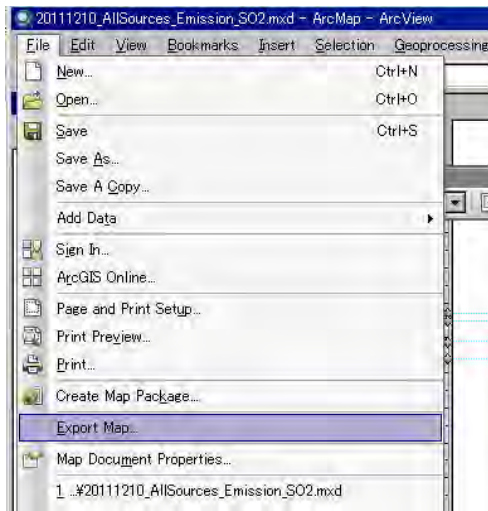 20111210_AllSources_Emission_SO2.mxd - ArcMap - ArcView
File Edit View Bookmarks Insert Selection Geoprocessing
New... Ctrl+N
Open... Ctrl+O
Save Ctrl+S
Save As...
Save A Copy...
Add Data
Sign In...
ArcGIS Online...
Page and Print Setup...
Print Preview...
Print...
Create Map Package...
Export Map...
Map Document Properties...
1 ..¥20111210_AllSources_Emission_SO2.mxd